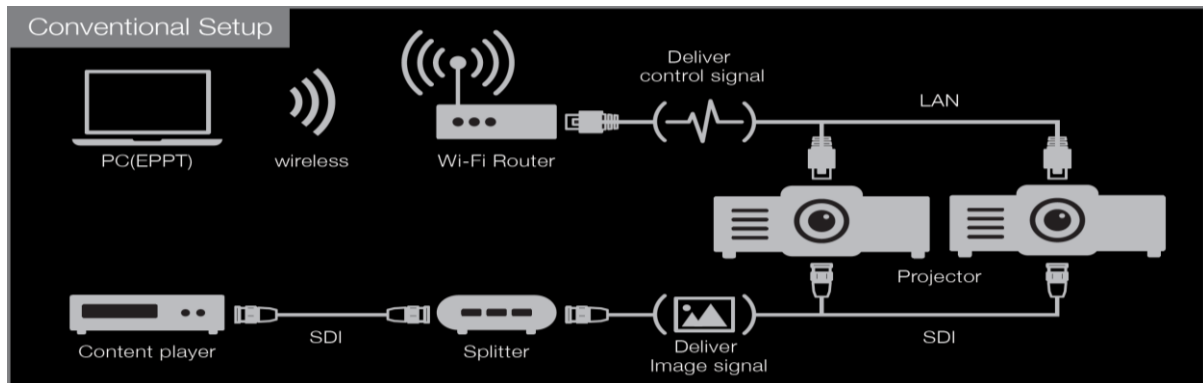 Conventional Setup
Deliver
control signal
LAN
PC(EPPT)
wireless
Wi-Fi Router
Projector
SDI
SDI
Content player
Splitter
Deliver
Image signal